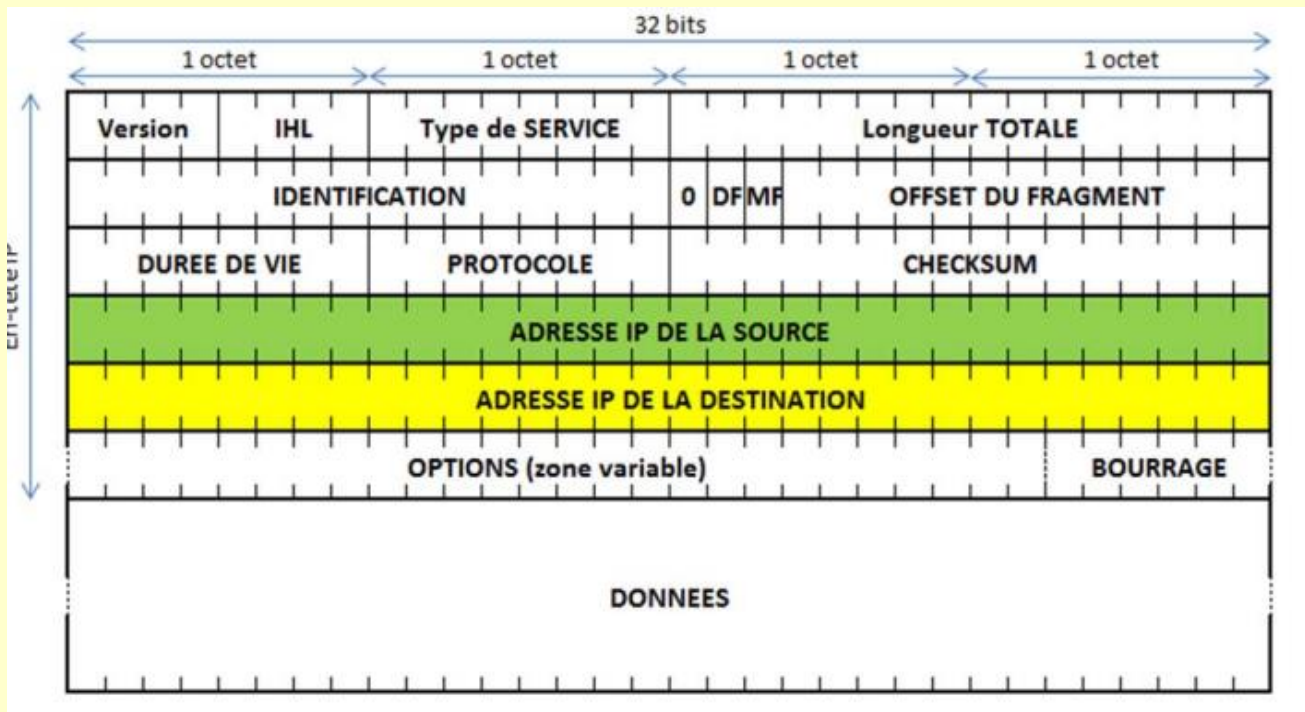 32 bits
1 octet 1 octet 1 octet 1 octet
Version IHL Type de SERVICE Longueur TOTALE
IDENTIFICATION 0 DF MF OFFSET DU FRAGMENT
DUREE DE VIE PROTOCOLE CHECKSUM
ADRESSE IP DE LA SOURCE
ADRESSE IP DE LA DESTINATION
OPTIONS (zone variable) BOURRAGE
DONNEES